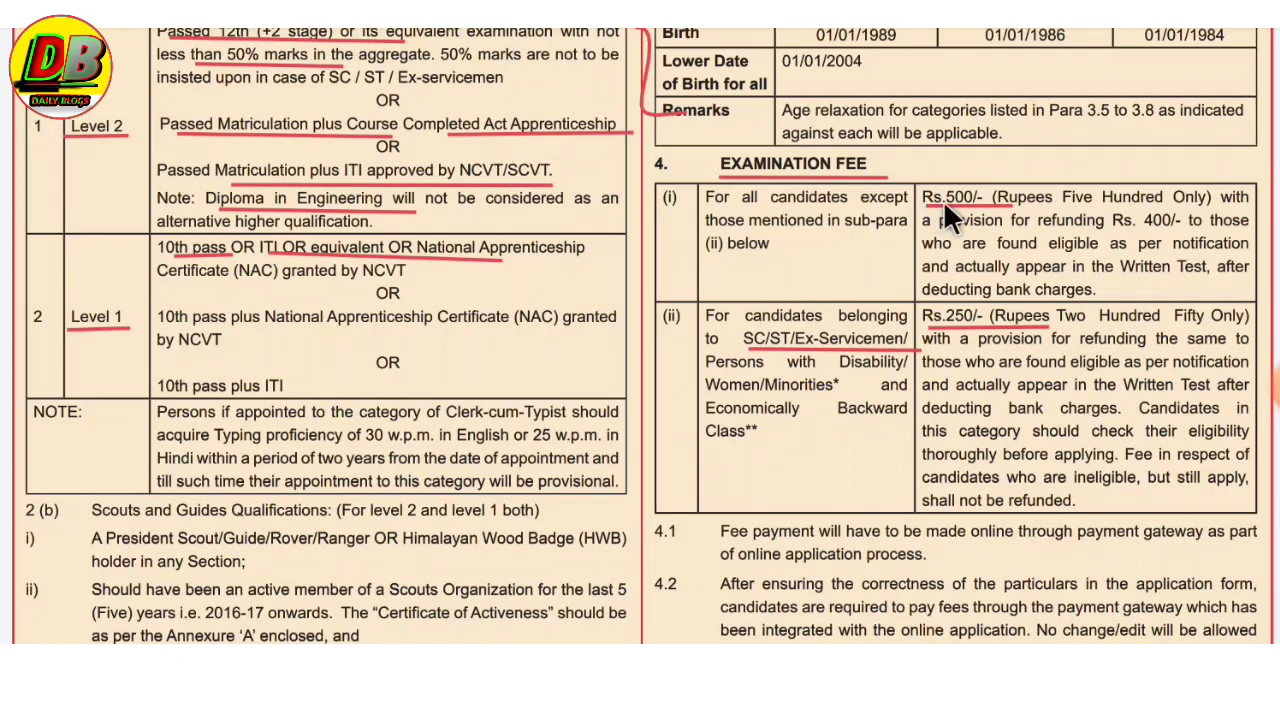 DB
DAILY BLOGS
Passed 12th (+2 stage) or its equivalent examination with not
less than 50% marks in the aggregate. 50% marks are not to be
insisted upon in case of SC / ST / Ex-servicemen
OR
1 Level 2 Passed Matriculation plus Course Completed Act Apprenticeship
OR
Passed Matriculation plus ITI approved by NCVT/SCVT.
Note: Diploma in Engineering will not be considered as an
alternative higher qualification.
10th pass OR ITI OR equivalent OR National Apprenticeship
Certificate (NAC) granted by NCVT
OR
2 Level 1 10th pass plus National Apprenticeship Certificate (NAC) granted
by NCVT
OR
10th pass plus ITI
NOTE: Persons if appointed to the category of Clerk-cum-Typist should
acquire Typing proficiency of 30 w.p.m. in English or 25 w.p.m. in
Hindi within a period of two years from the date of appointment and
till such time their appointment to this category will be provisional.
2 (b) Scouts and Guides Qualifications: (For level 2 and level 1 both)
i) A President Scout/Guide/Rover/Ranger OR Himalayan Wood Badge (HWB)
holder in any Section;
ii) Should have been an active member of a Scouts Organization for the last 5
(Five) years i.e. 2016-17 onwards. The “Certificate of Activeness” should be
as per the Annexure ‘A’ enclosed, and
Birth 01/01/1989 01/01/1986 01/01/1984
Lower Date 01/01/2004
of Birth for all
Remarks Age relaxation for categories listed in Para 3.5 to 3.8 as indicated
against each will be applicable.
4. EXAMINATION FEE
(i) For all candidates except Rs.500/- (Rupees Five Hundred Only) with
those mentioned in sub-para a provision for refunding Rs. 400/- to those
(ii) below who are found eligible as per notification
and actually appear in the Written Test, after
deducting bank charges.
(ii) For candidates belonging Rs.250/- (Rupees Two Hundred Fifty Only)
to SC/ST/Ex-Servicemen/ with a provision for refunding the same to
Persons with Disability/ those who are found eligible as per notification
Women/Minorities* and and actually appear in the Written Test after
Economically Backward deducting bank charges. Candidates in
Class** this category should check their eligibility
thoroughly before applying. Fee in respect of
candidates who are ineligible, but still apply,
shall not be refunded.
4.1 Fee payment will have to be made online through payment gateway as part
of online application process.
4.2 After ensuring the correctness of the particulars in the application form,
candidates are required to pay fees through the payment gateway which has
been integrated with the online application. No change/edit will be allowed